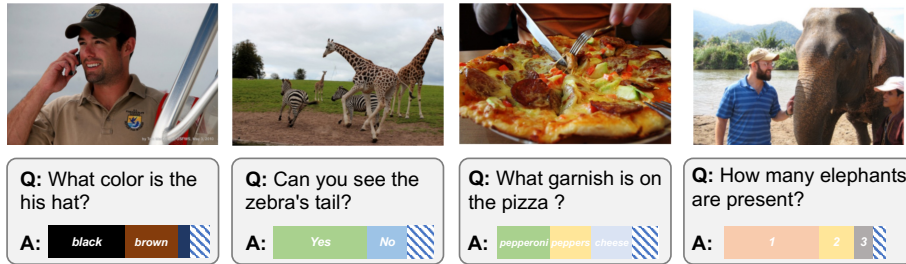 Q: What color is the
his hat?
A: black brown
Q: Can you see the
zebra's tail?
A: Yes No
Q: What garnish is on
the pizza ?
A: pepperoni peppers cheese
Q: How many elephants
are present?
A: 1 2 3